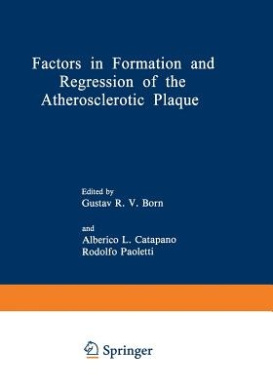 Factors in Formation and
Regression of the
Atherosclerotic Plaque
Edited by
Gustav R. V. Born
and
Alberico L. Catapano
Rodolfo Paoletti
Springer